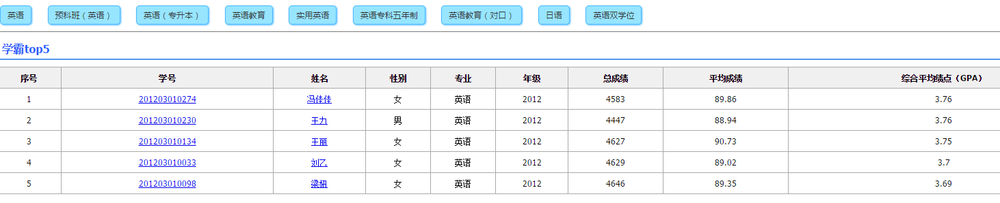 英语 预科班（英语） 英语（专升本） 英语教育 实用英语 英语专科五年制 英语教育（对口） 日语 英语双学位
学霸top5
序号 学号 姓名 性别 专业 年级 总成绩 平均成绩 综合平均绩点（GPA）
1 201203010274 冯佳佳 女 英语 2012 4583 89.86 3.76
2 201203010230 王力 男 英语 2012 4447 88.94 3.76
3 201203010134 王丽 女 英语 2012 4627 90.73 3.75
4 201203010033 刘乙 女 英语 2012 4629 89.02 3.7
5 201203010098 梁妞 女 英语 2012 4646 89.35 3.69